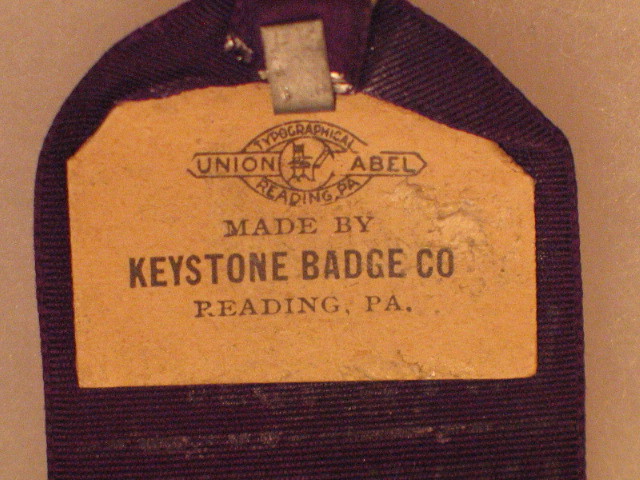 TYPOGRAPHICAL
UNION LABEL
READING, PA
MADE BY
KEYSTONE BADGE CO
READING, PA.